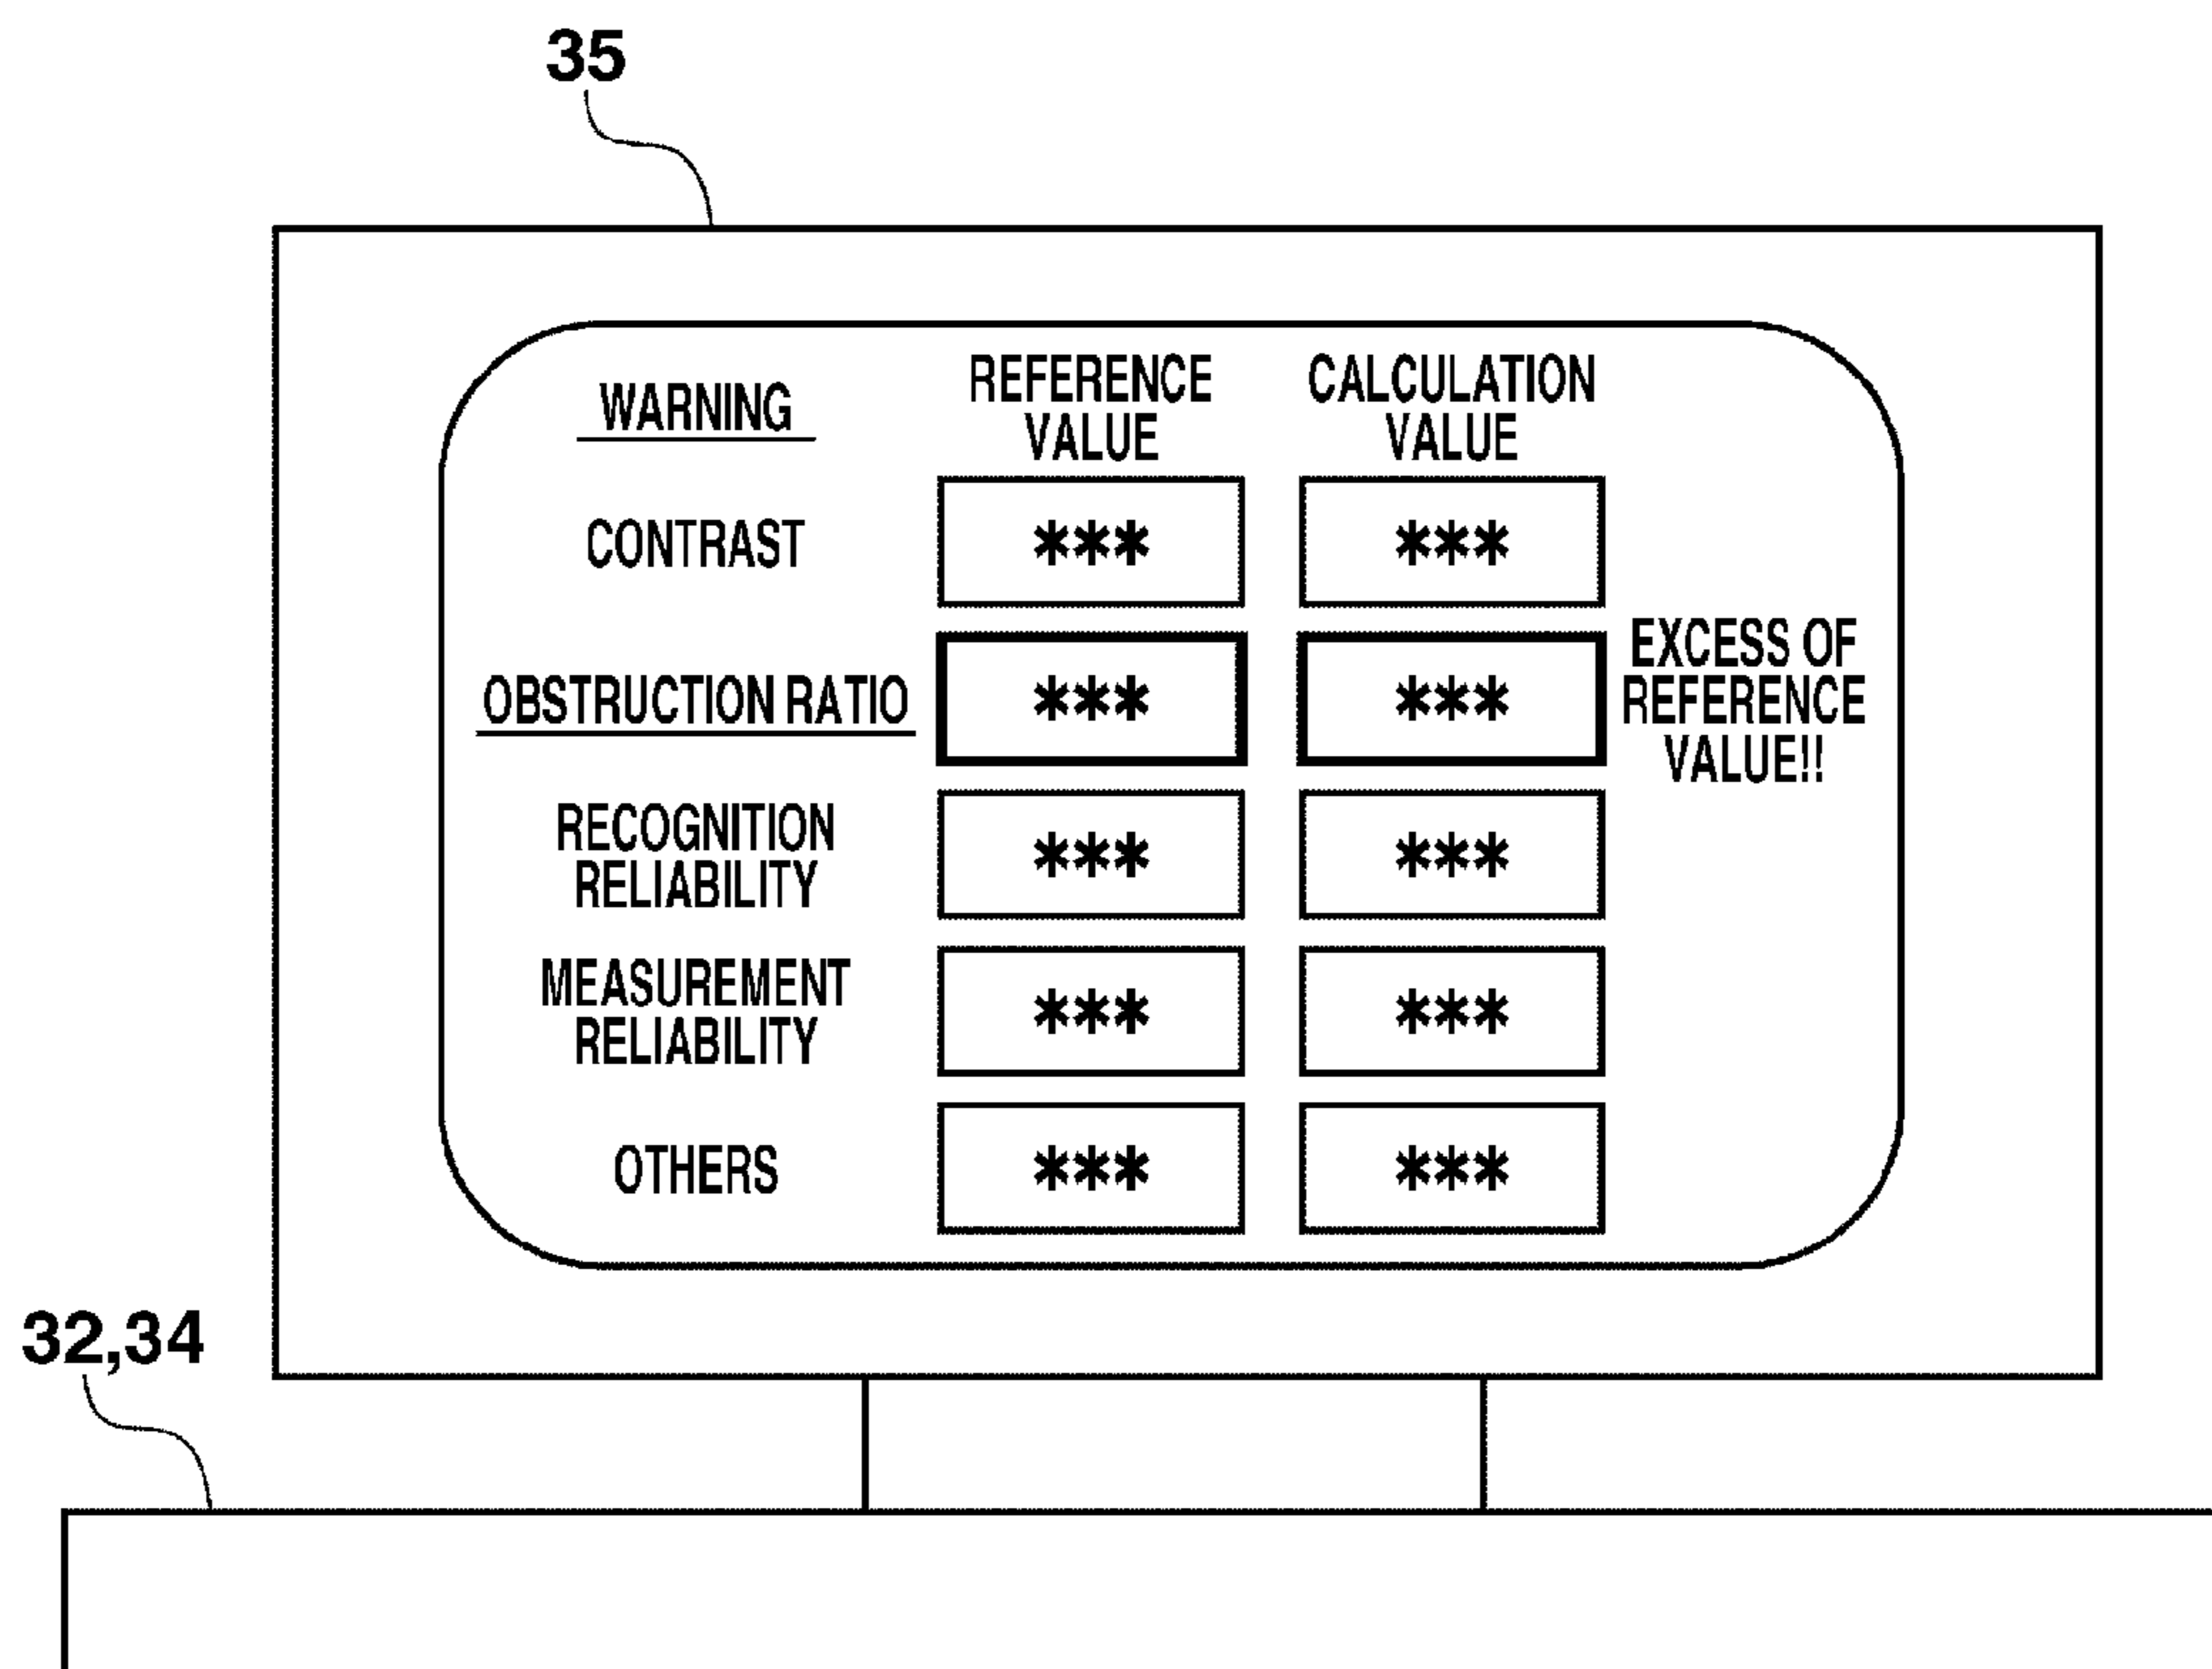 35
WARNING
REFERENCE
VALUE
CALCULATION
VALUE
CONTRAST
***
***
OBSTRUCTION RATIO
***
***
EXCESS OF
REFERENCE
VALUE!!
RECOGNITION
RELIABILITY
***
***
MEASUREMENT
RELIABILITY
***
***
OTHERS
***
***
32,34